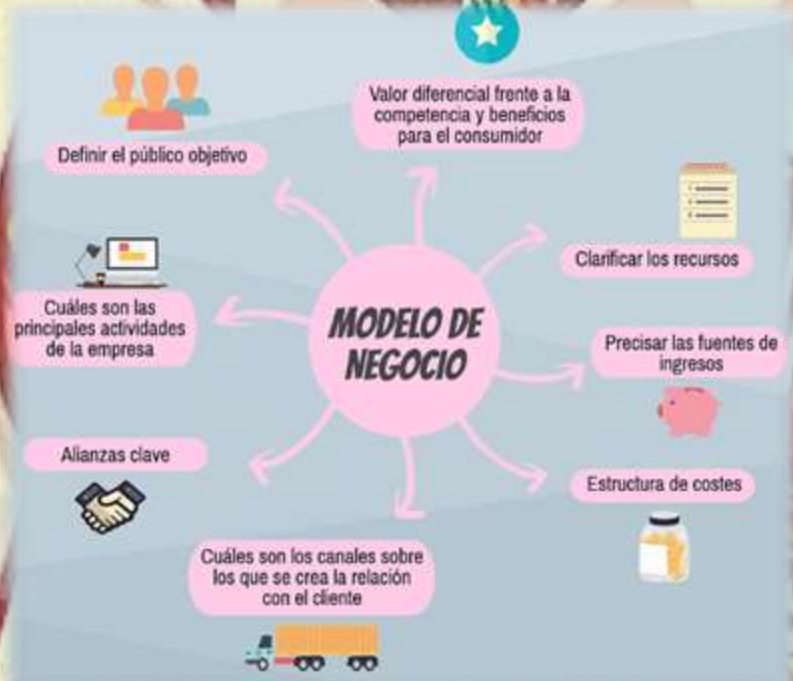 Valor diferencial frente a la
competencia y beneficios
para el consumidor
Definir el público objetivo
Clarificar los recursos
Cuáles son las
principales actividades
de la empresa
MODELO DE
NEGOCIO
Precisar las fuentes de
ingresos
Alianzas clave
Estructura de costes
Cuáles son los canales sobre
los que se crea la relación
con el cliente